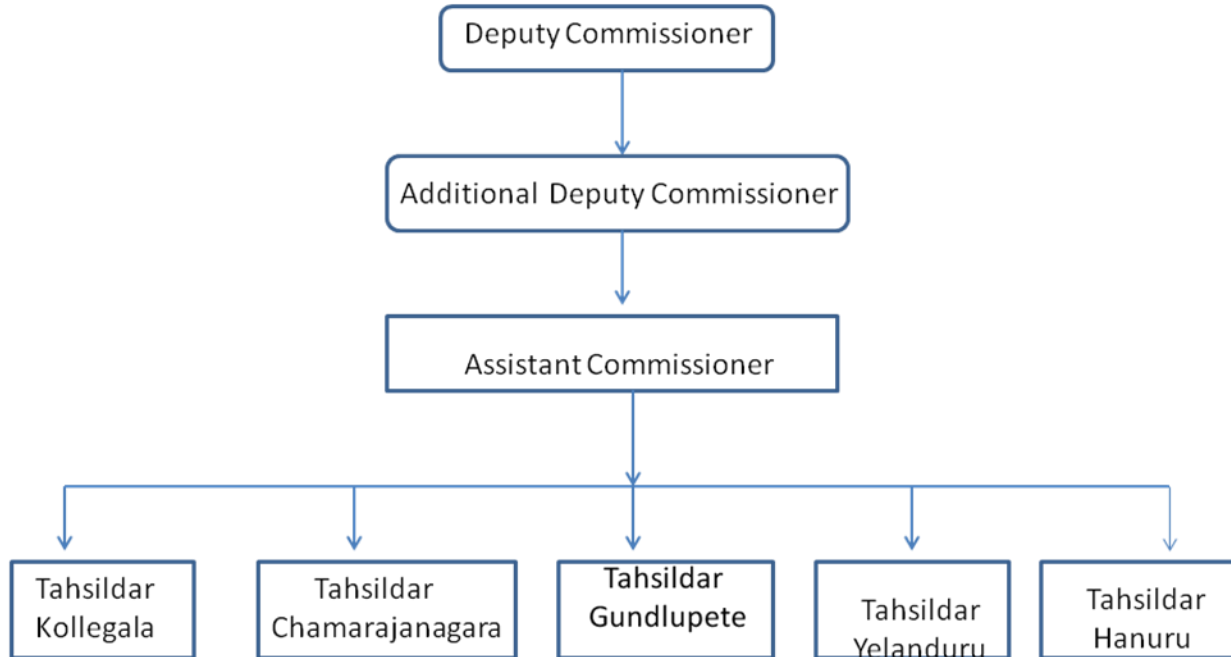 Deputy Commissioner
Additional Deputy Commissioner
Assistant Commissioner
Tahsildar
Kollegala
Tahsildar
Chamarajanagara
Tahsildar
Gundlupete
Tahsildar
Yelanduru
Tahsildar
Hanuru